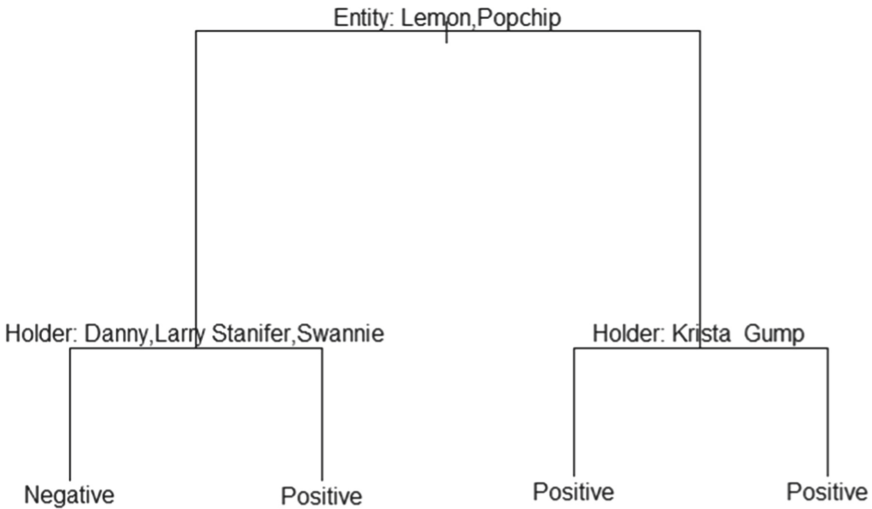 Entity: Lemon,Popchip
Holder: Danny,Larry Stanifer,Swannie
Holder: Krista  Gump
Negative
Positive
Positive
Positive